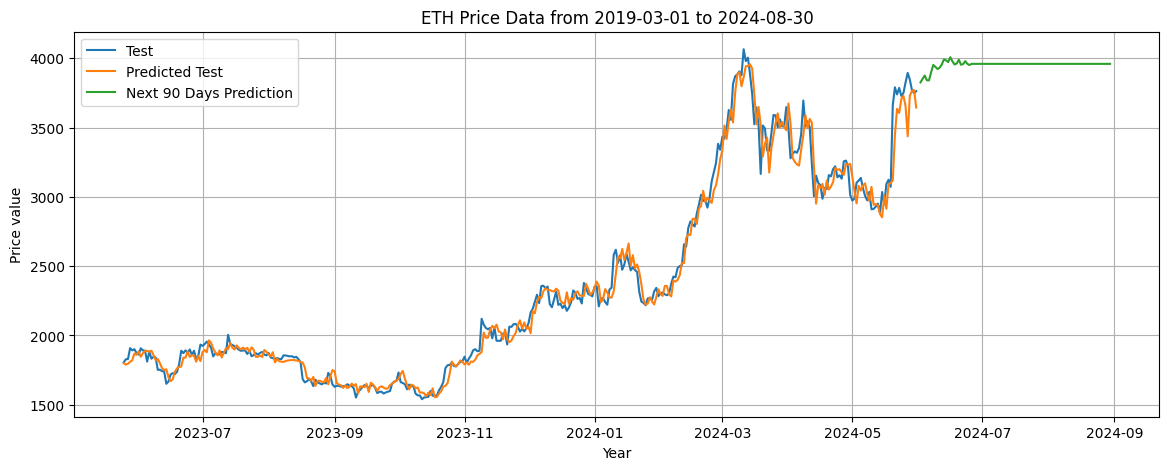 ETH Price Data from 2019-03-01 to 2024-08-30
Test
Predicted Test
Next 90 Days Prediction
Price value
4000
3500
3000
2500
2000
1500
2023-07
2023-09
2023-11
2024-01
2024-03
2024-05
2024-07
2024-09
Year